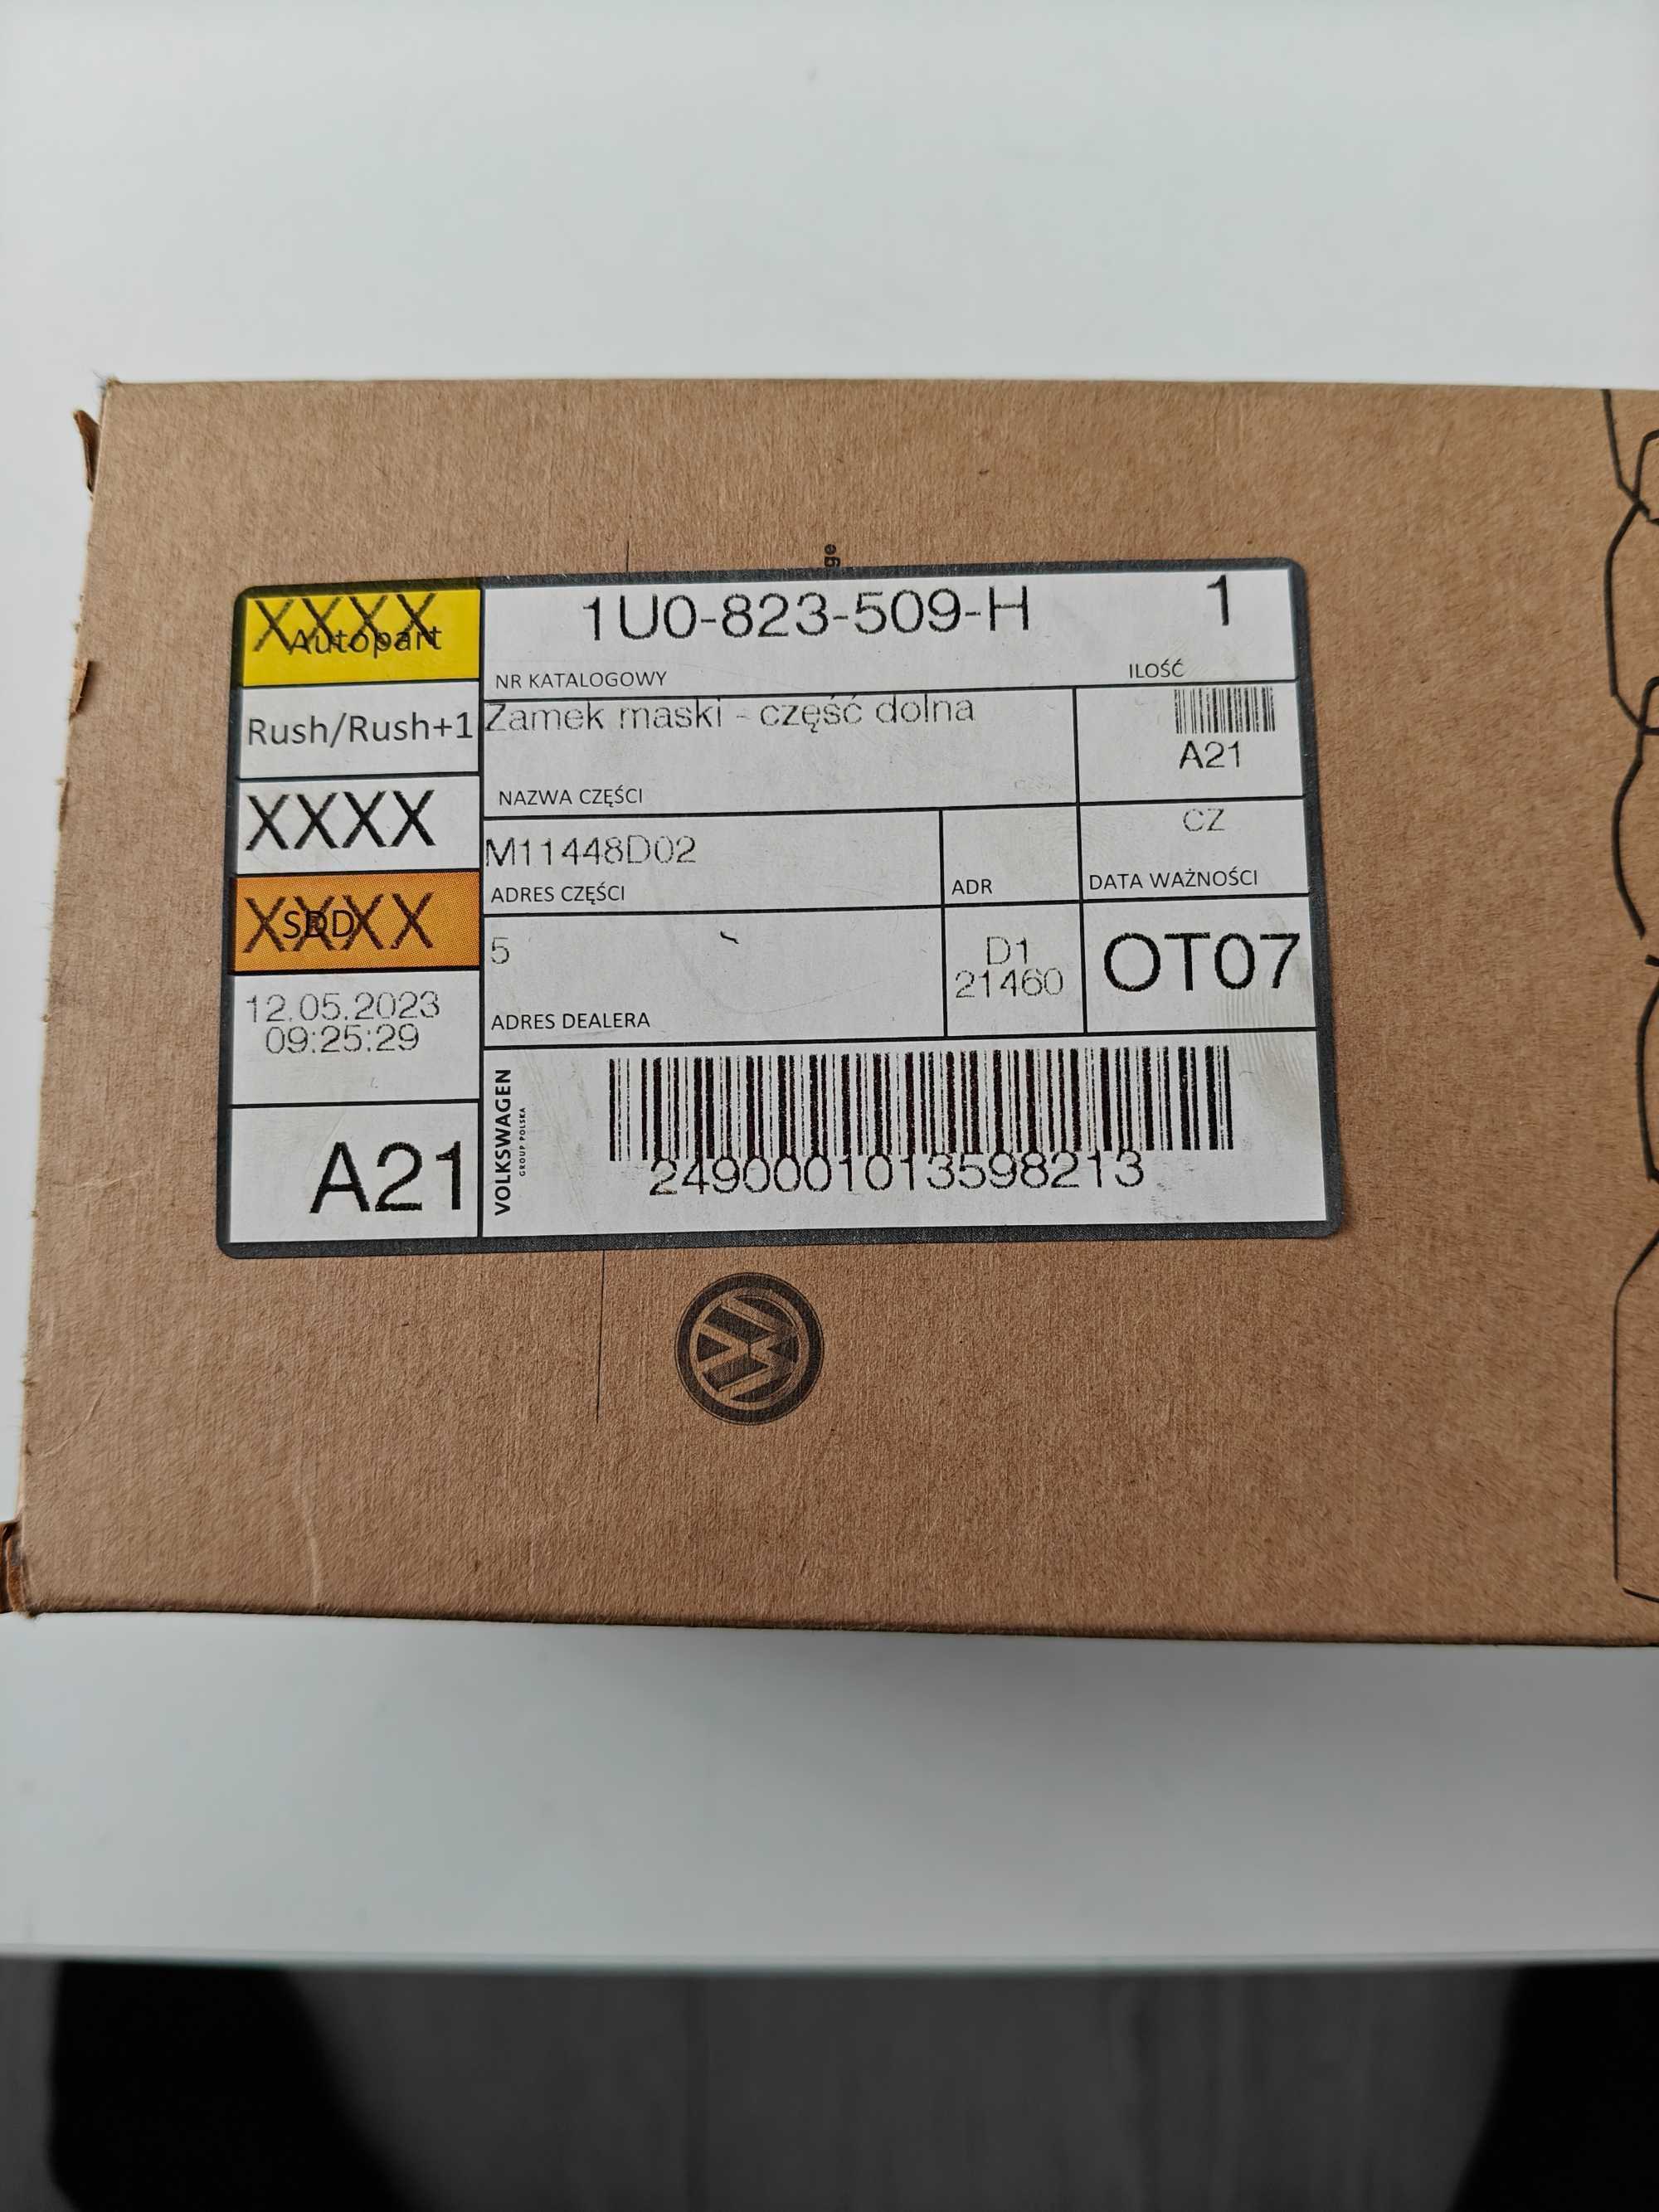 ge
XXXX
Autopart
1U0-823-509-H
1
NR KATALOGOWY
ILOŚĆ
Rush/Rush+1
Zamek maski - część dolna
A21
NAZWA CZĘŚCI
XXXX
M11448D02
CZ
ADRES CZĘŚCI
ADR
DATA WAŻNOŚCI
XXXX
SDD
5
D1
21460
OT07
ADRES DEALERA
12.05.2023
09:25:29
A21
VOLKSWAGEN
GROUP POLSKA
2490001013598213